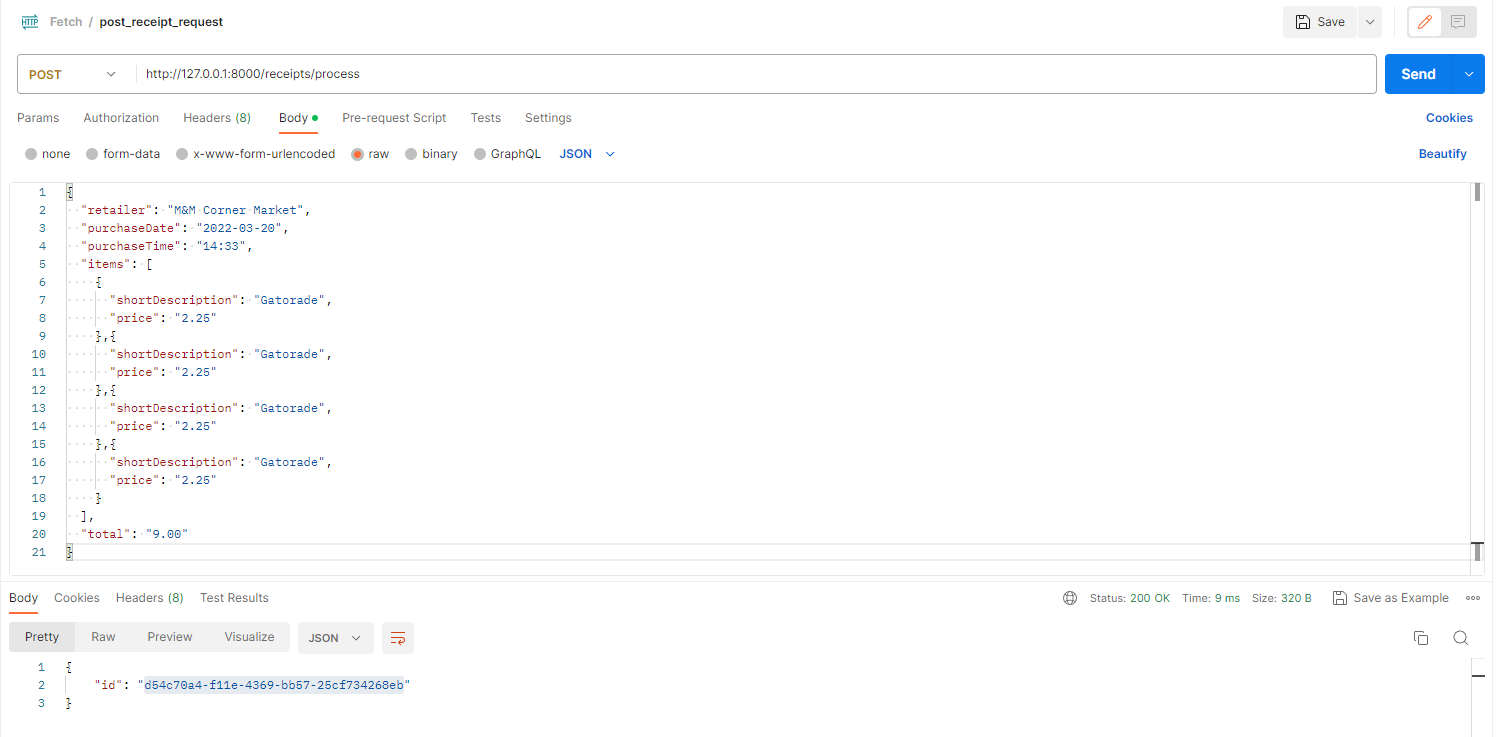 HTTP Fetch / post_receipt_request Save
POST http://127.0.0.1:8000/receipts/process Send
Params Authorization Headers (8) Body Pre-request Script Tests Settings Cookies
none form-data x-www-form-urlencoded raw binary GraphQL JSON Beautify
1 {
2 "retailer": "M&M Corner Market",
3 "purchaseDate": "2022-03-20",
4 "purchaseTime": "14:33",
5 "items": [
6 {
7 "shortDescription": "Gatorade",
8 "price": "2.25"
9 },{
10 "shortDescription": "Gatorade",
11 "price": "2.25"
12 },{
13 "shortDescription": "Gatorade",
14 "price": "2.25"
15 },{
16 "shortDescription": "Gatorade",
17 "price": "2.25"
18 }
19 ],
20 "total": "9.00"
21 }
Body Cookies Headers (8) Test Results Status: 200 OK Time: 9 ms Size: 320 B Save as Example
Pretty Raw Preview Visualize JSON
1 {
2 "id": "d54c70a4-f11e-4369-bb57-25cf734268eb"
3 }